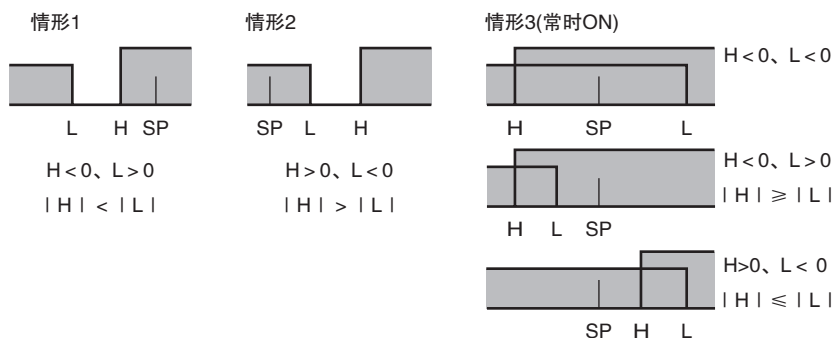 情形1
L H SP
H<0、L>0
|H| < |L|
情形2
SP L H
H>0、L<0
|H| > |L|
情形3(常时ON)
H<0、L<0
H SP L
H<0、L>0
|H| ≥ |L|
H L SP
H>0、L<0
|H| ≤ |L|
SP H L